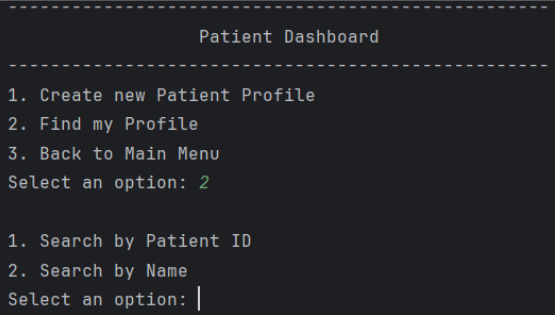 ---------------------------------------------------
Patient Dashboard
---------------------------------------------------
1. Create new Patient Profile
2. Find my Profile
3. Back to Main Menu
Select an option: 2
1. Search by Patient ID
2. Search by Name
Select an option: